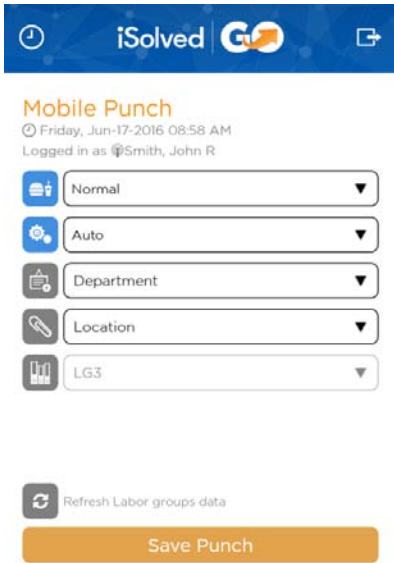 iSolved GO
Mobile Punch
Friday, Jun-17-2016 08:58 AM
Logged in as Smith, John R
Normal
Auto
Department
Location
LG3
Refresh Labor groups data
Save Punch